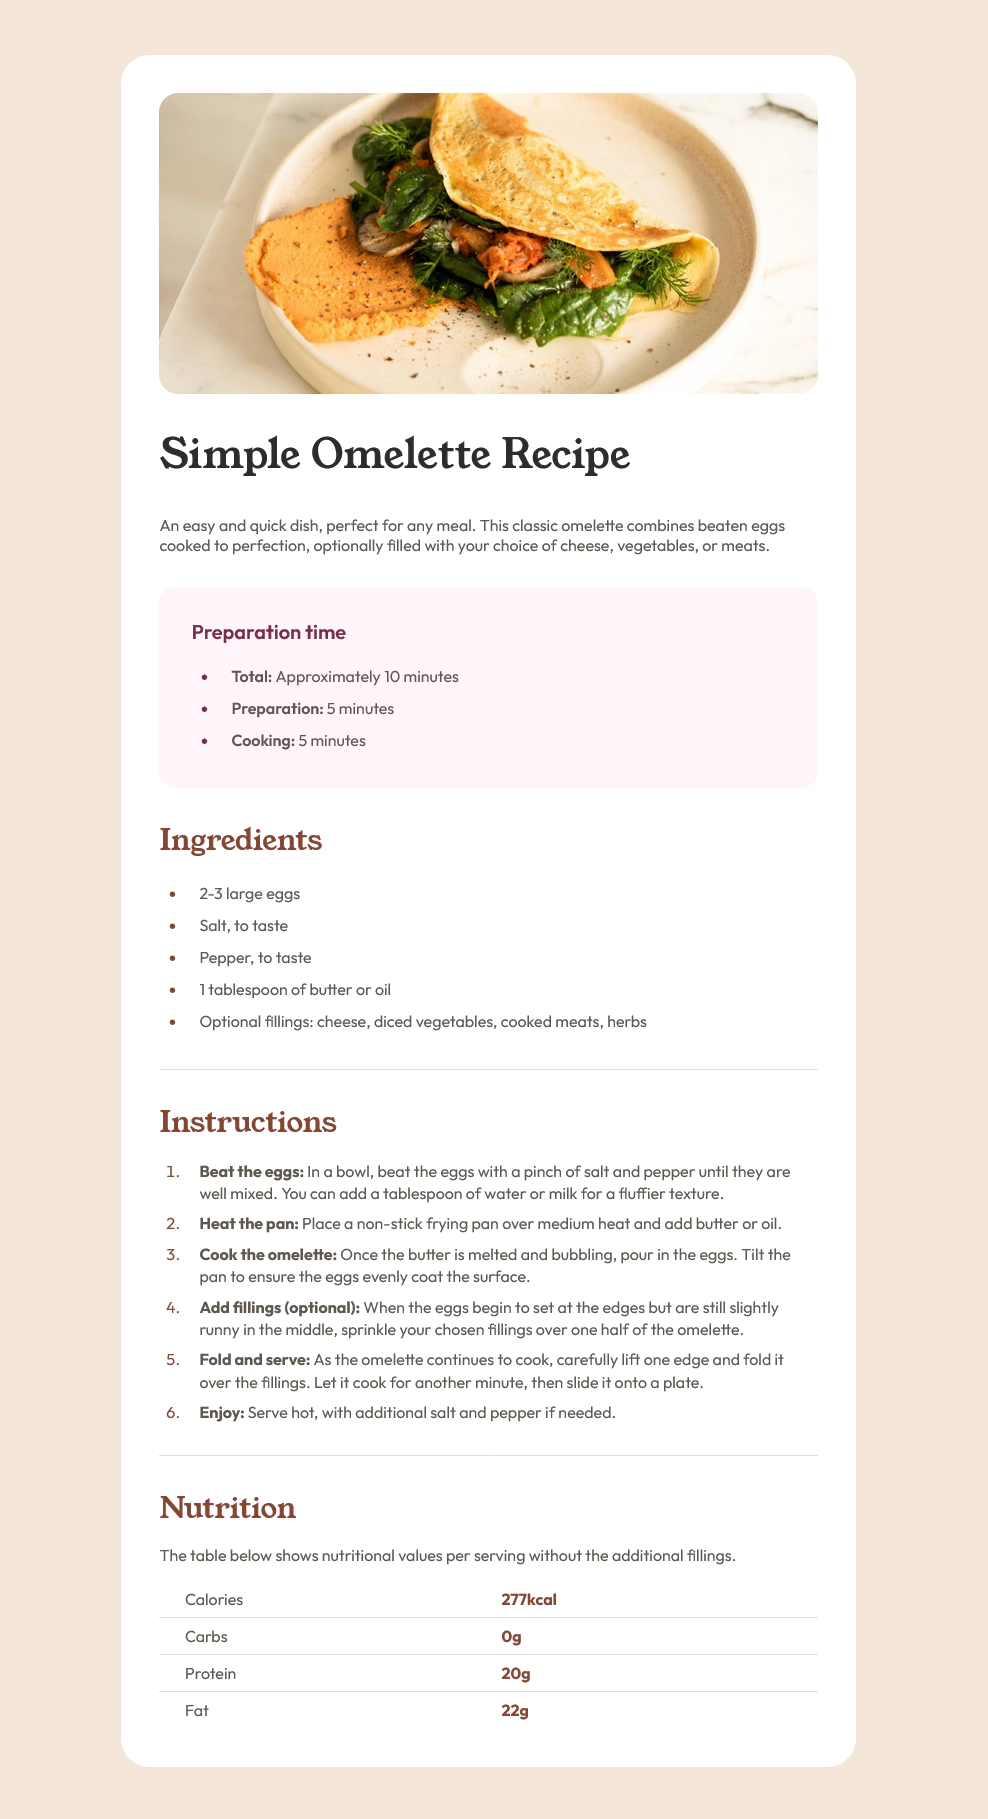 Simple Omelette Recipe
An easy and quick dish, perfect for any meal. This classic omelette combines beaten eggs
cooked to perfection, optionally filled with your choice of cheese, vegetables, or meats.
Preparation time
• Total: Approximately 10 minutes
• Preparation: 5 minutes
• Cooking: 5 minutes
Ingredients
• 2-3 large eggs
• Salt, to taste
• Pepper, to taste
• 1 tablespoon of butter or oil
• Optional fillings: cheese, diced vegetables, cooked meats, herbs
Instructions
1. Beat the eggs: In a bowl, beat the eggs with a pinch of salt and pepper until they are
well mixed. You can add a tablespoon of water or milk for a fluffier texture.
2. Heat the pan: Place a non-stick frying pan over medium heat and add butter or oil.
3. Cook the omelette: Once the butter is melted and bubbling, pour in the eggs. Tilt the
pan to ensure the eggs evenly coat the surface.
4. Add fillings (optional): When the eggs begin to set at the edges but are still slightly
runny in the middle, sprinkle your chosen fillings over one half of the omelette.
5. Fold and serve: As the omelette continues to cook, carefully lift one edge and fold it
over the fillings. Let it cook for another minute, then slide it onto a plate.
6. Enjoy: Serve hot, with additional salt and pepper if needed.
Nutrition
The table below shows nutritional values per serving without the additional fillings.
Calories 277kcal
Carbs 0g
Protein 20g
Fat 22g